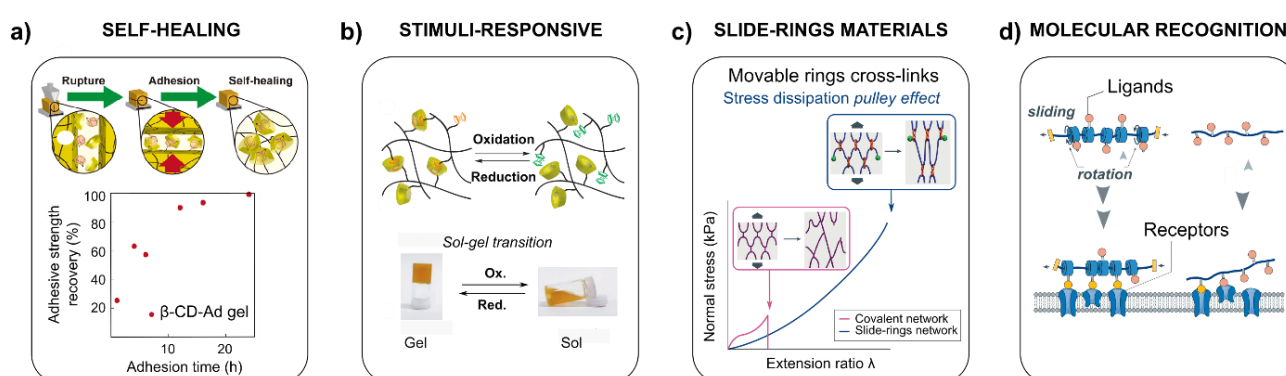 a) SELF-HEALING
Rupture Adhesion Self-healing
Adhesive strength
recovery (%)
100
80
60
40
20
β-CD-Ad gel
10 20
Adhesion time (h)
b) STIMULI-RESPONSIVE
Oxidation
Reduction
Sol-gel transition
Ox.
Red.
Gel Sol
c) SLIDE-RINGS MATERIALS
Movable rings cross-links
Stress dissipation pulley effect
Normal stress (kPa)
Covalent network
Slide-rings network
Extension ratio λ
d) MOLECULAR RECOGNITION
Ligands
sliding
rotation
Receptors